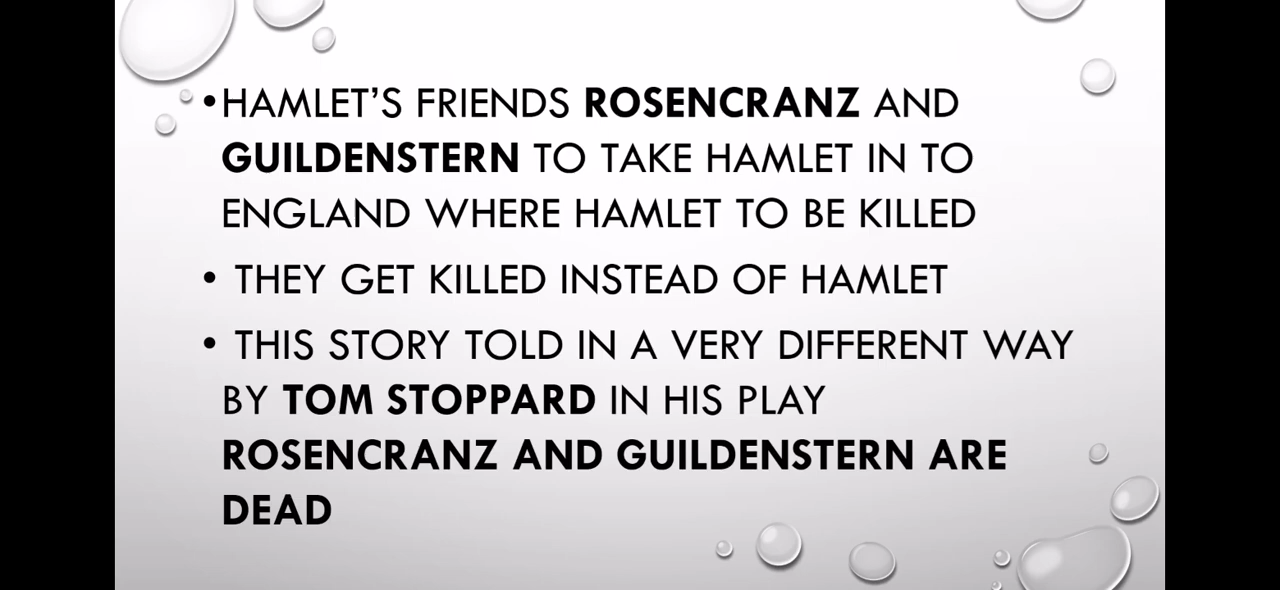 •HAMLET’S FRIENDS ROSENCRANZ AND
GUILDENSTERN TO TAKE HAMLET IN TO
ENGLAND WHERE HAMLET TO BE KILLED
• THEY GET KILLED INSTEAD OF HAMLET
• THIS STORY TOLD IN A VERY DIFFERENT WAY
BY TOM STOPPARD IN HIS PLAY
ROSENCRANZ AND GUILDENSTERN ARE
DEAD